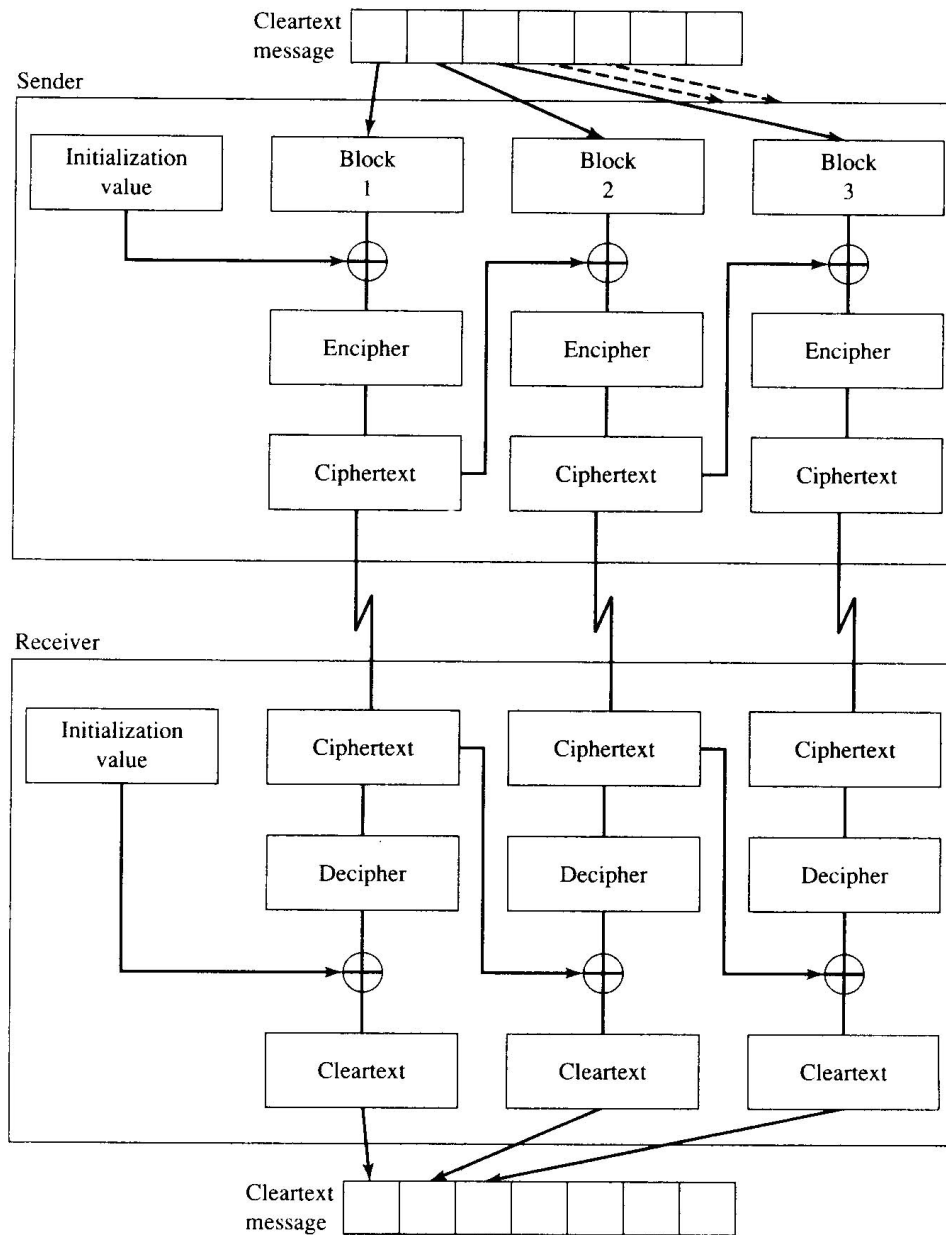 Cleartext
message
Sender
Initialization
value
Block
1
Block
2
Block
3
Encipher
Encipher
Encipher
Ciphertext
Ciphertext
Ciphertext
Receiver
Initialization
value
Ciphertext
Ciphertext
Ciphertext
Decipher
Decipher
Decipher
Cleartext
Cleartext
Cleartext
Cleartext
message